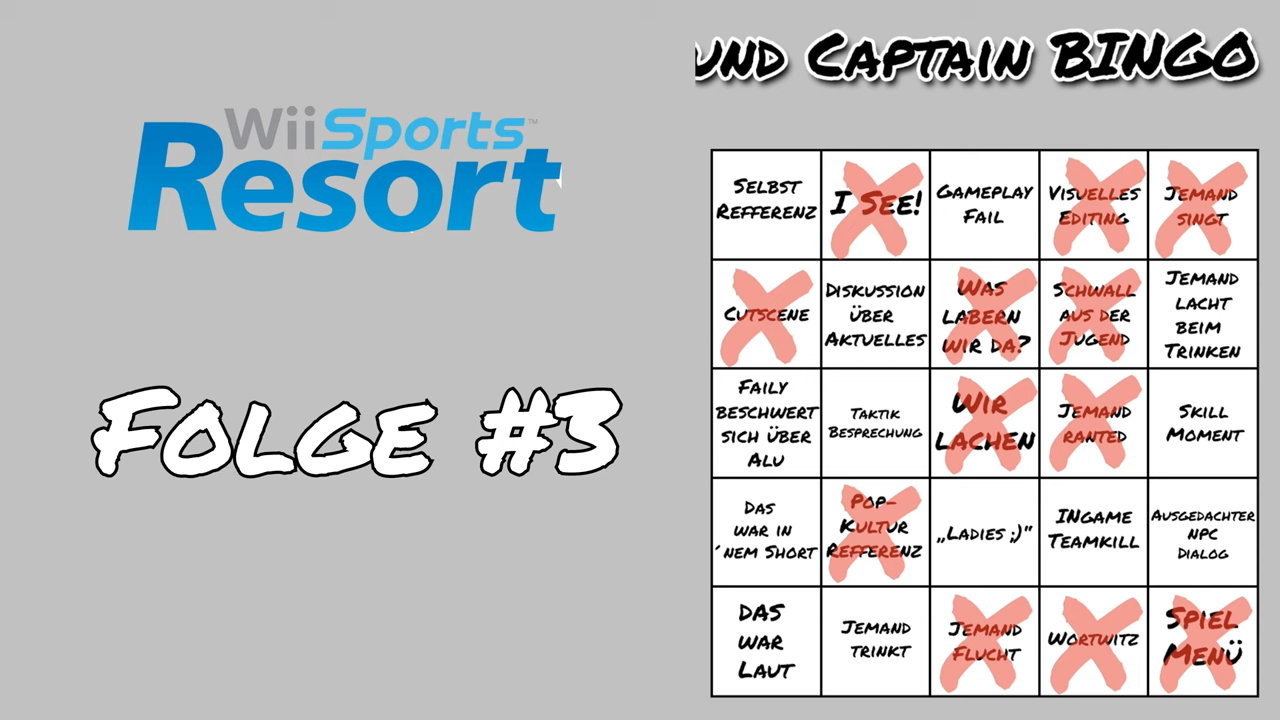 UND CAPTAIN BINGO
Wii Sports™
Resort
FOLGE #3
SELBST
REFFERENZ
I SEE!
GAMEPLAY
FAIL
VISUELLES
EDITING
JEMAND
SINGT
CUTSCENE
DISKUSSION
ÜBER
AKTUELLES
WAS
LABERN
WIR DA?
SCHWALL
AUS DER
JUGEND
JEMAND
LACHT
BEIM
TRINKEN
FAILY
BESCHWERT
SICH ÜBER
ALU
TAKTIK
BESPRECHUNG
WIR
LACHEN
JEMAND
RANTED
SKILL
MOMENT
DAS
WAR IN
´NEM SHORT
POP-
KULTUR
REFFERENZ
„LADIES ;)"
INGAME
TEAMKILL
AUSGEDACHTER
NPC
DIALOG
DAS
WAR
LAUT
JEMAND
TRINKT
JEMAND
FLUCHT
WORTWITZ
SPIEL
MENÜ